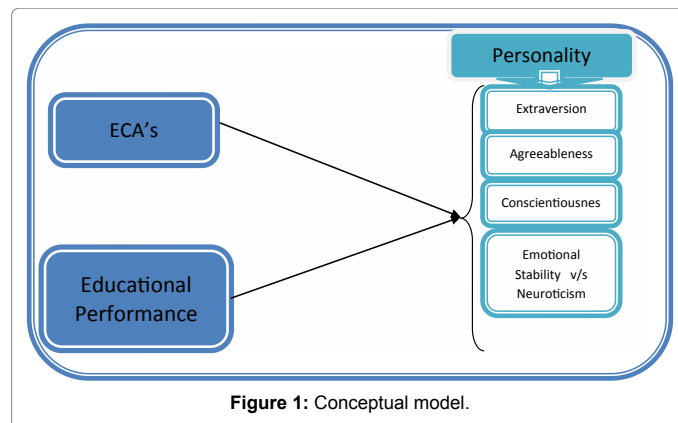 Personality
ECA's
Extraversion
Agreeableness
Conscientiousnes
Educational
Performance
Emotional
Stability v/s
Neuroticism
Figure 1: Conceptual model.